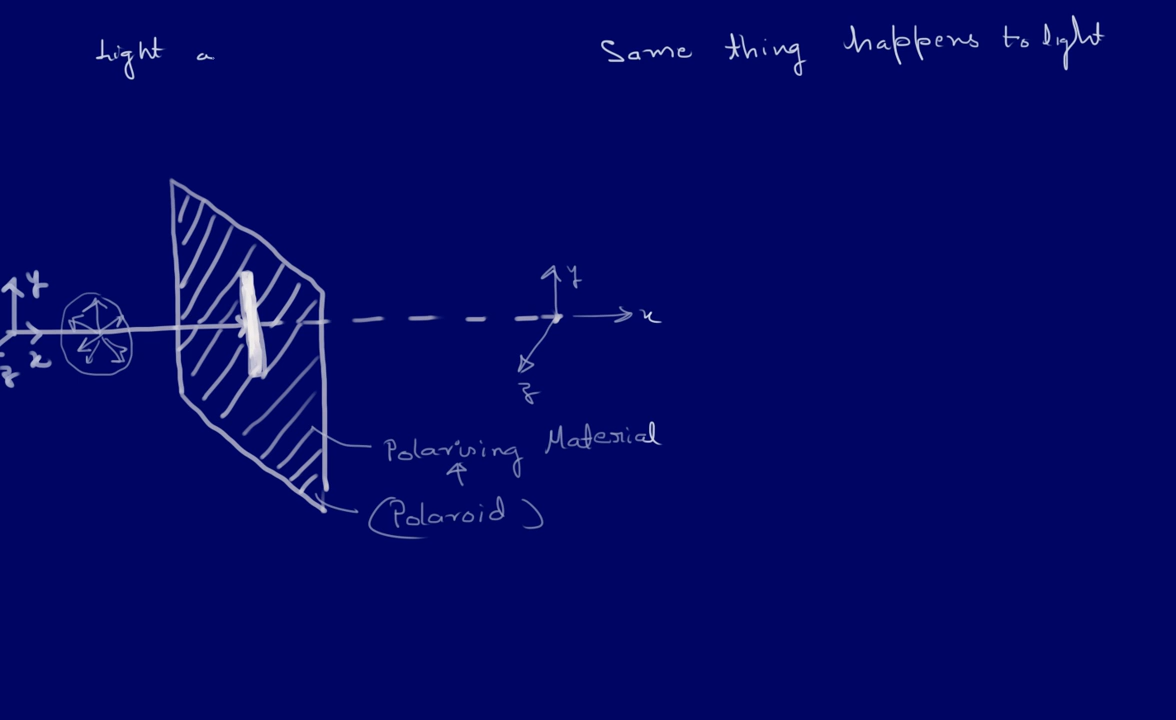 Light a
Same thing happens to light
y
x
z
y
x
z
Polarising Material
(Polaroid)